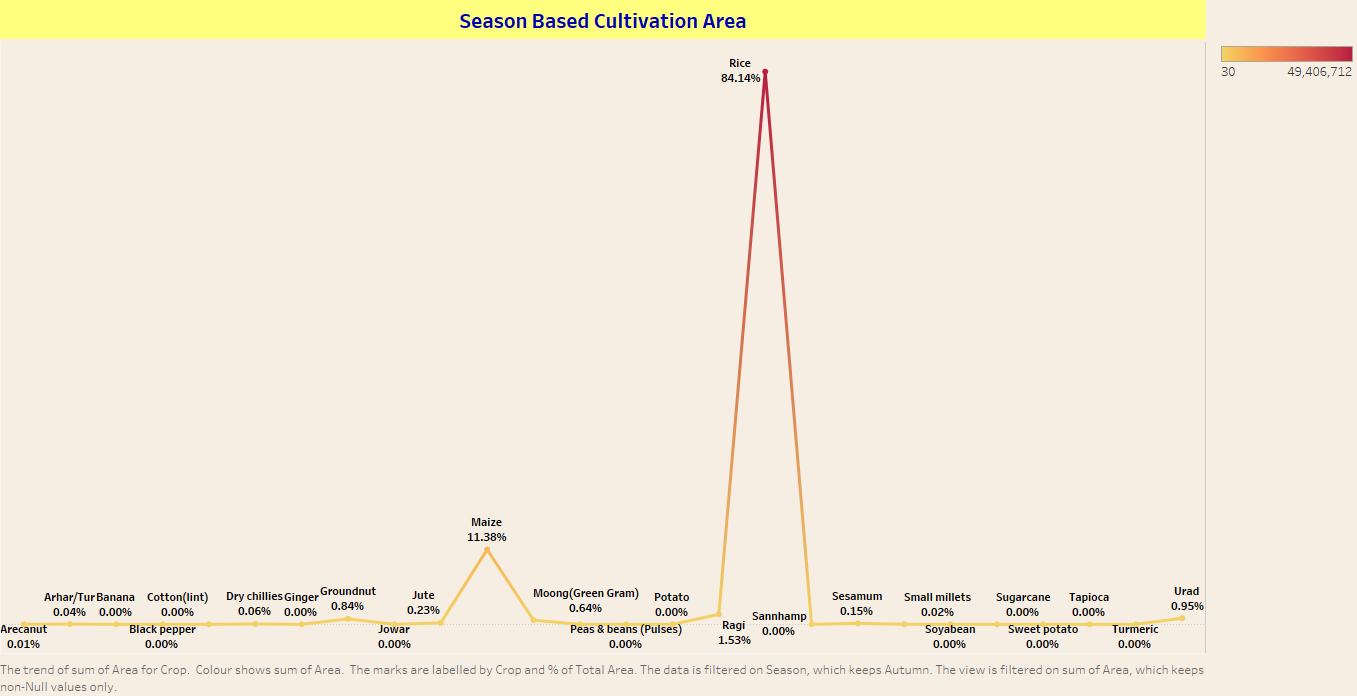 Season Based Cultivation Area
30 49,406,712
Rice
84.14%
Maize
11.38%
Arhar/Tur
0.04%
Banana
0.00%
Cotton(lint)
0.00%
Dry chillies
0.06%
Ginger
0.00%
Groundnut
0.84%
Jute
0.23%
Moong(Green Gram)
0.64%
Potato
0.00%
Sannhamp
0.00%
Sesamum
0.15%
Small millets
0.02%
Sugarcane
0.00%
Tapioca
0.00%
Urad
0.95%
Arecanut
0.01%
Black pepper
0.00%
Jowar
0.00%
Peas & beans (Pulses)
0.00%
Ragi
1.53%
Soyabean
0.00%
Sweet potato
0.00%
Turmeric
0.00%
The trend of sum of Area for Crop.  Colour shows sum of Area.  The marks are labelled by Crop and % of Total Area. The data is filtered on Season, which keeps Autumn. The view is filtered on sum of Area, which keeps
non-Null values only.